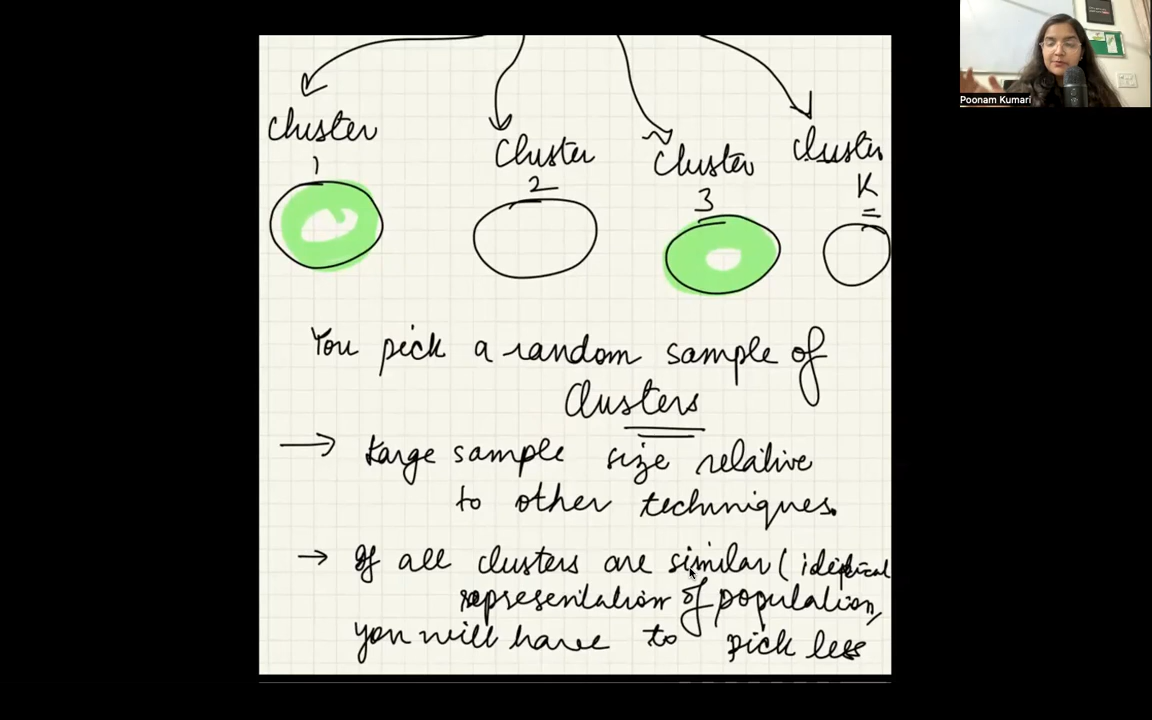 Poonam Kumari
Cluster
1
Cluster
2
Cluster
3
Cluster
K
You pick a random sample of
Clusters
→ Large sample size relative
to other techniques.
→ If all clusters are similar ( identical
representation of population,
you will have to pick less